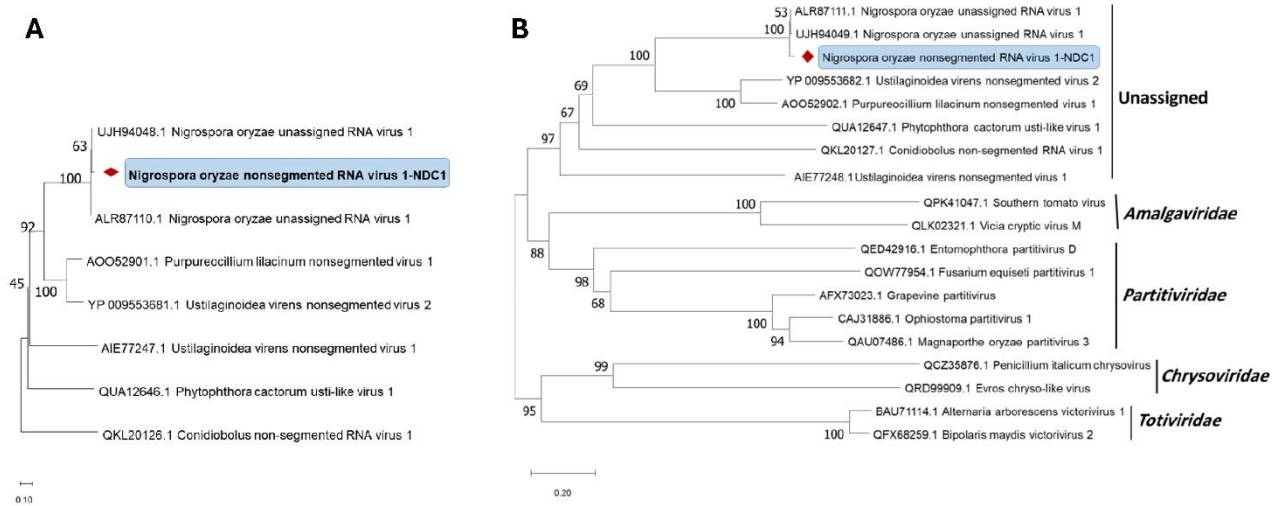 A
UJH94048.1 Nigrospora oryzae unassigned RNA virus 1
63
Nigrospora oryzae nonsegmented RNA virus 1-NDC1
100
ALR87110.1 Nigrospora oryzae unassigned RNA virus 1
92
AOO52901.1 Purpureocillium lilacinum nonsegmented virus 1
45
100
YP 009553681.1 Ustilaginoidea virens nonsegmented virus 2
AIE77247.1 Ustilaginoidea virens nonsegmented virus 1
QUA12646.1 Phytophthora cactorum usti-like virus 1
QKL20126.1 Conidiobolus non-segmented RNA virus 1
0.10
B
53
ALR87111.1 Nigrospora oryzae unassigned RNA virus 1
100
UJH94049.1 Nigrospora oryzae unassigned RNA virus 1
100
Nigrospora oryzae nonsegmented RNA virus 1-NDC1
69
YP 009553682.1 Ustilaginoidea virens nonsegmented virus 2
100
AOO52902.1 Purpureocillium lilacinum nonsegmented virus 1
Unassigned
67
QUA12647.1 Phytophthora cactorum usti-like virus 1
97
QKL20127.1 Conidiobolus non-segmented RNA virus 1
AIE77248.1 Ustilaginoidea virens nonsegmented virus 1
100
QPK41047.1 Southern tomato virus
QLK02321.1 Vicia cryptic virus M
Amalgaviridae
88
QED42916.1 Entomophthora partitivirus D
98
QOW77954.1 Fusarium equiseti partitivirus 1
68
AFX73023.1 Grapevine partitivirus
Partitiviridae
100
CAJ31886.1 Ophiostoma partitivirus 1
94
QAU07486.1 Magnaporthe oryzae partitivirus 3
99
QCZ35876.1 Penicillium italicum chrysovirus
Chrysoviridae
QRD99909.1 Evros chryso-like virus
95
BAU71114.1 Alternaria arborescens victorivirus 1
100
QFX68259.1 Bipolaris maydis victorivirus 2
Totiviridae
0.20